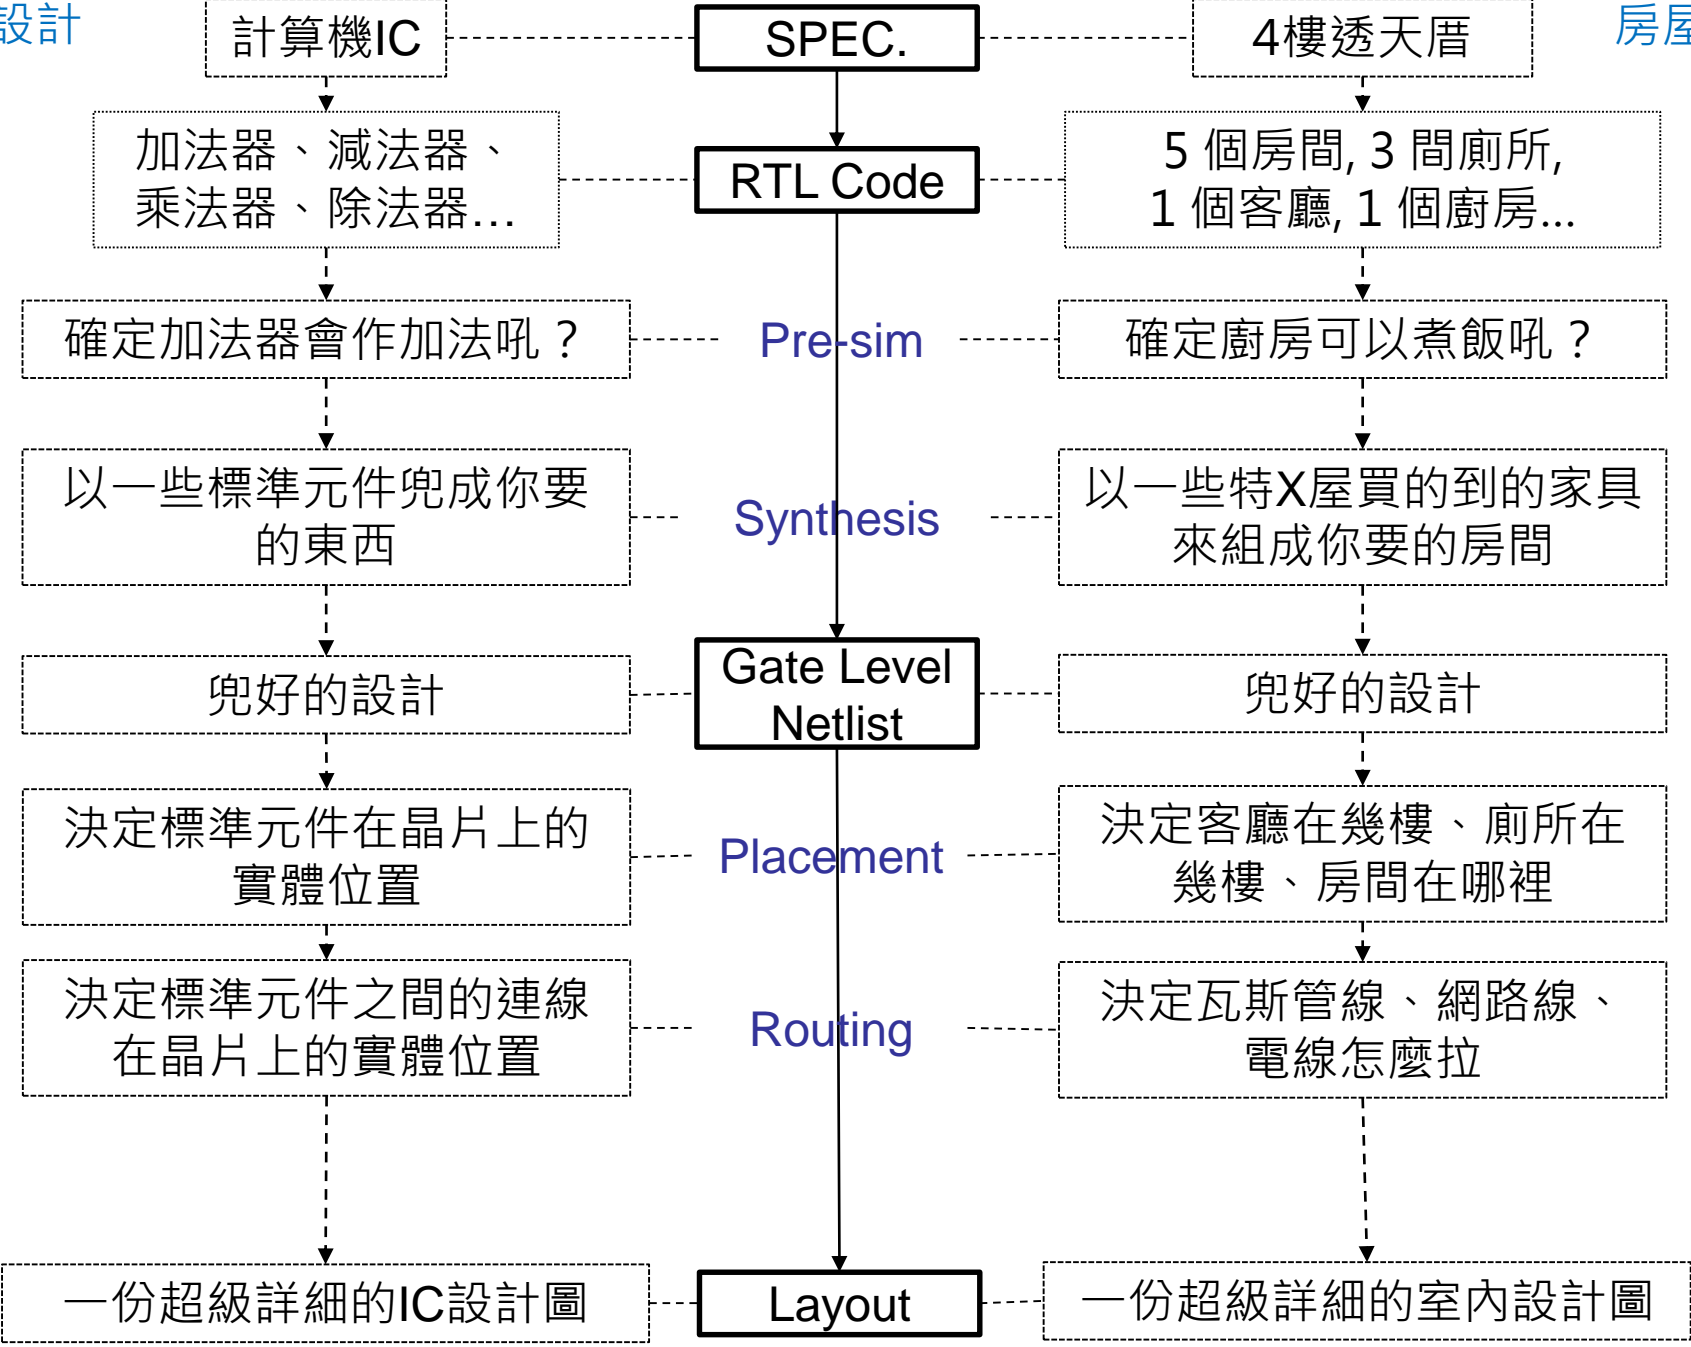 設計
計算機IC
SPEC.
4樓透天厝
房屋
加法器、減法器、
乘法器、除法器…
RTL Code
5 個房間, 3 間廁所,
1 個客廳, 1 個廚房...
確定加法器會作加法吼？
Pre-sim
確定廚房可以煮飯吼？
以一些標準元件兜成你要
的東西
Synthesis
以一些特X屋買的到的家具
來組成你要的房間
兜好的設計
Gate Level
Netlist
兜好的設計
決定標準元件在晶片上的
實體位置
Placement
決定客廳在幾樓、廁所在
幾樓、房間在哪裡
決定標準元件之間的連線
在晶片上的實體位置
Routing
決定瓦斯管線、網路線、
電線怎麼拉
一份超級詳細的IC設計圖
Layout
一份超級詳細的室內設計圖